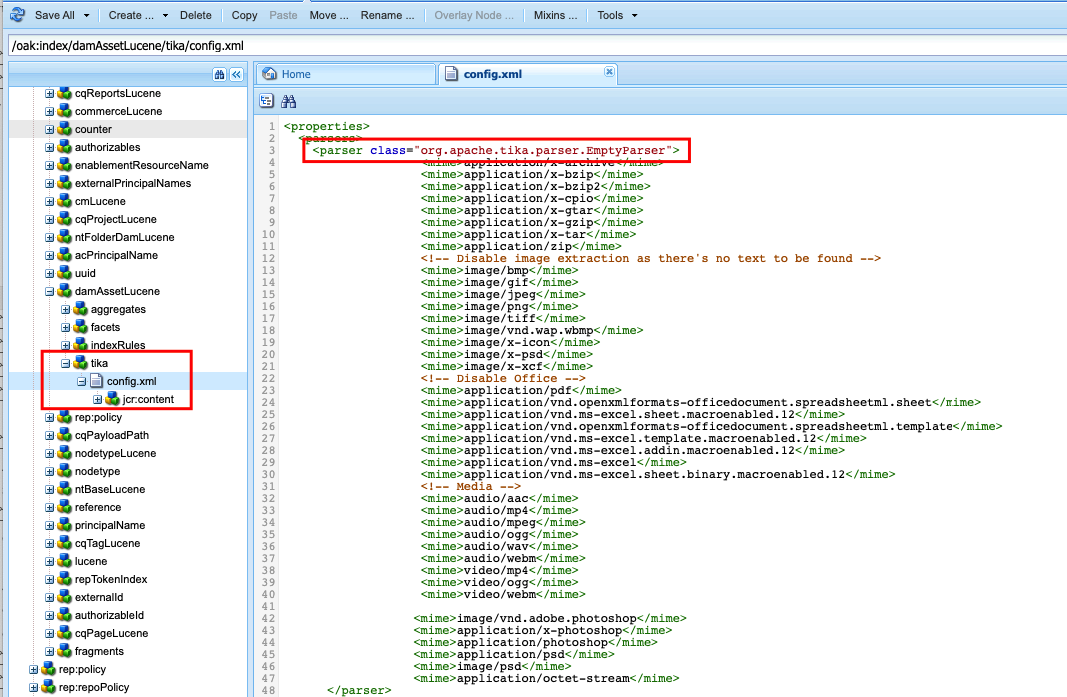 Save All Create ... Delete Copy Paste Move ... Rename ... Overlay Node ... Mixins ... Tools
/oak:index/damAssetLucene/tika/config.xml
cqReportsLucene
commerceLucene
counter
authorizables
enablementResourceName
externalPrincipalNames
cmLucene
cqProjectLucene
ntFolderDamLucene
acPrincipalName
uuid
damAssetLucene
aggregates
facets
indexRules
tika
config.xml
jcr:content
rep:policy
cqPayloadPath
nodetypeLucene
nodetype
ntBaseLucene
reference
principalName
cqTagLucene
lucene
repTokenIndex
externalId
authorizableId
cqPageLucene
fragments
rep:policy
rep:repoPolicy
Home config.xml
1 <properties>
2 <parsers>
3 <parser class="org.apache.tika.parser.EmptyParser">
4 <mime>application/x-archive</mime>
5 <mime>application/x-bzip</mime>
6 <mime>application/x-bzip2</mime>
7 <mime>application/x-cpio</mime>
8 <mime>application/x-gtar</mime>
9 <mime>application/x-gzip</mime>
10 <mime>application/x-tar</mime>
11 <mime>application/zip</mime>
12 <!-- Disable image extraction as there's no text to be found -->
13 <mime>image/bmp</mime>
14 <mime>image/gif</mime>
15 <mime>image/jpeg</mime>
16 <mime>image/png</mime>
17 <mime>image/tiff</mime>
18 <mime>image/vnd.wap.wbmp</mime>
19 <mime>image/x-icon</mime>
20 <mime>image/x-psd</mime>
21 <mime>image/x-xcf</mime>
22 <!-- Disable Office -->
23 <mime>application/pdf</mime>
24 <mime>application/vnd.openxmlformats-officedocument.spreadsheetml.sheet</mime>
25 <mime>application/vnd.ms-excel.sheet.macroenabled.12</mime>
26 <mime>application/vnd.openxmlformats-officedocument.spreadsheetml.template</mime>
27 <mime>application/vnd.ms-excel.template.macroenabled.12</mime>
28 <mime>application/vnd.ms-excel.addin.macroenabled.12</mime>
29 <mime>application/vnd.ms-excel</mime>
30 <mime>application/vnd.ms-excel.sheet.binary.macroenabled.12</mime>
31 <!-- Media -->
32 <mime>audio/aac</mime>
33 <mime>audio/mp4</mime>
34 <mime>audio/mpeg</mime>
35 <mime>audio/ogg</mime>
36 <mime>audio/wav</mime>
37 <mime>audio/webm</mime>
38 <mime>video/mp4</mime>
39 <mime>video/ogg</mime>
40 <mime>video/webm</mime>
41
42 <mime>image/vnd.adobe.photoshop</mime>
43 <mime>application/x-photoshop</mime>
44 <mime>application/photoshop</mime>
45 <mime>application/psd</mime>
46 <mime>image/psd</mime>
47 <mime>application/octet-stream</mime>
48 </parser>